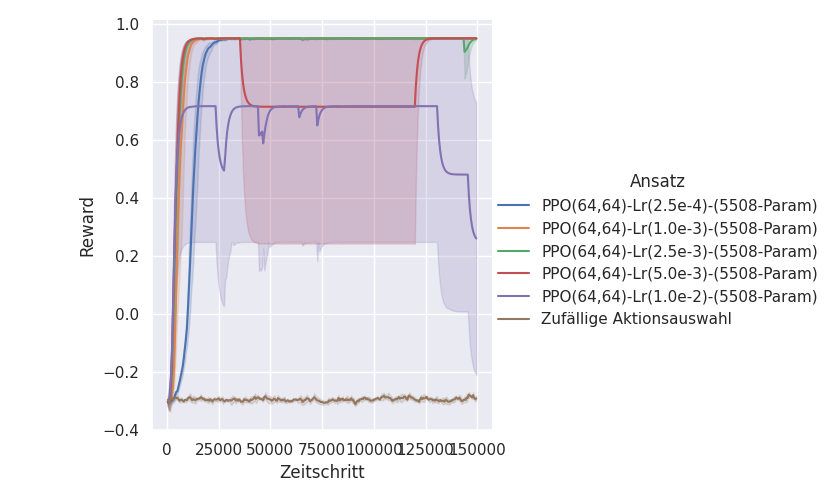 1.0
0.8
0.6
0.4
0.2
0.0
−0.2
−0.4
Reward
0 25000 50000 75000 100000 125000 150000
Zeitschritt
Ansatz
PPO(64,64)-Lr(2.5e-4)-(5508-Param)
PPO(64,64)-Lr(1.0e-3)-(5508-Param)
PPO(64,64)-Lr(2.5e-3)-(5508-Param)
PPO(64,64)-Lr(5.0e-3)-(5508-Param)
PPO(64,64)-Lr(1.0e-2)-(5508-Param)
Zufällige Aktionsauswahl